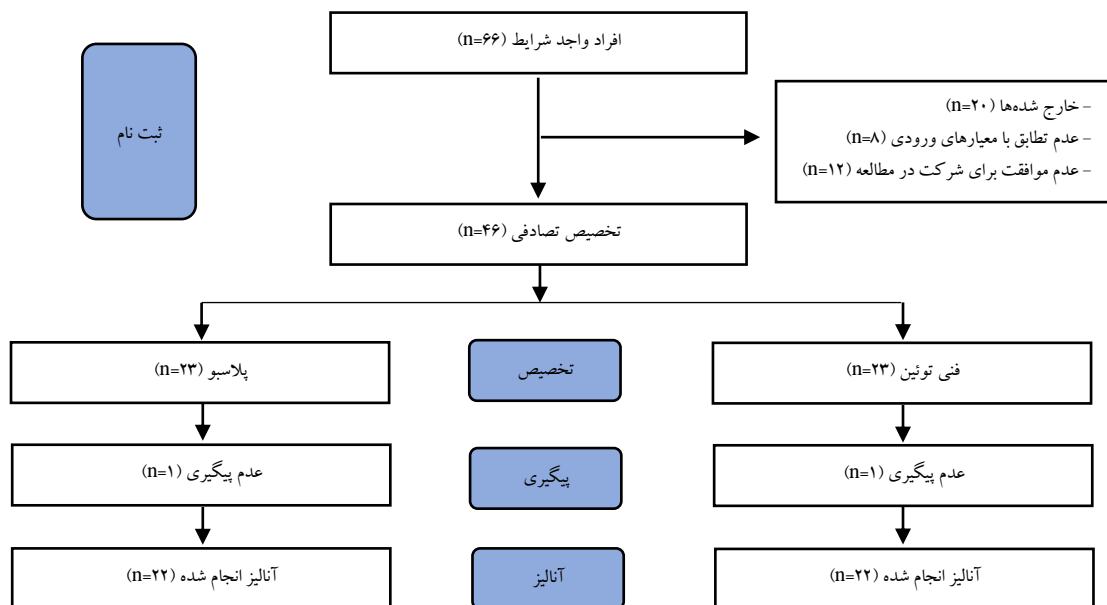 افراد واجد شرایط (n=۶۶)
ثبت نام
- خارج شده‌ها (n=۲۰)
- عدم تطابق با معیارهای ورودی (n=۸)
- عدم موافقت برای شرکت در مطالعه (n=۱۲)
تخصیص تصادفی (n=۴۶)
فنی توئین (n=۲۳)
تخصیص
پلاسبو (n=۲۳)
عدم پیگیری (n=۱)
پیگیری
عدم پیگیری (n=۱)
آنالیز انجام شده (n=۲۲)
آنالیز
آنالیز انجام شده (n=۲۲)